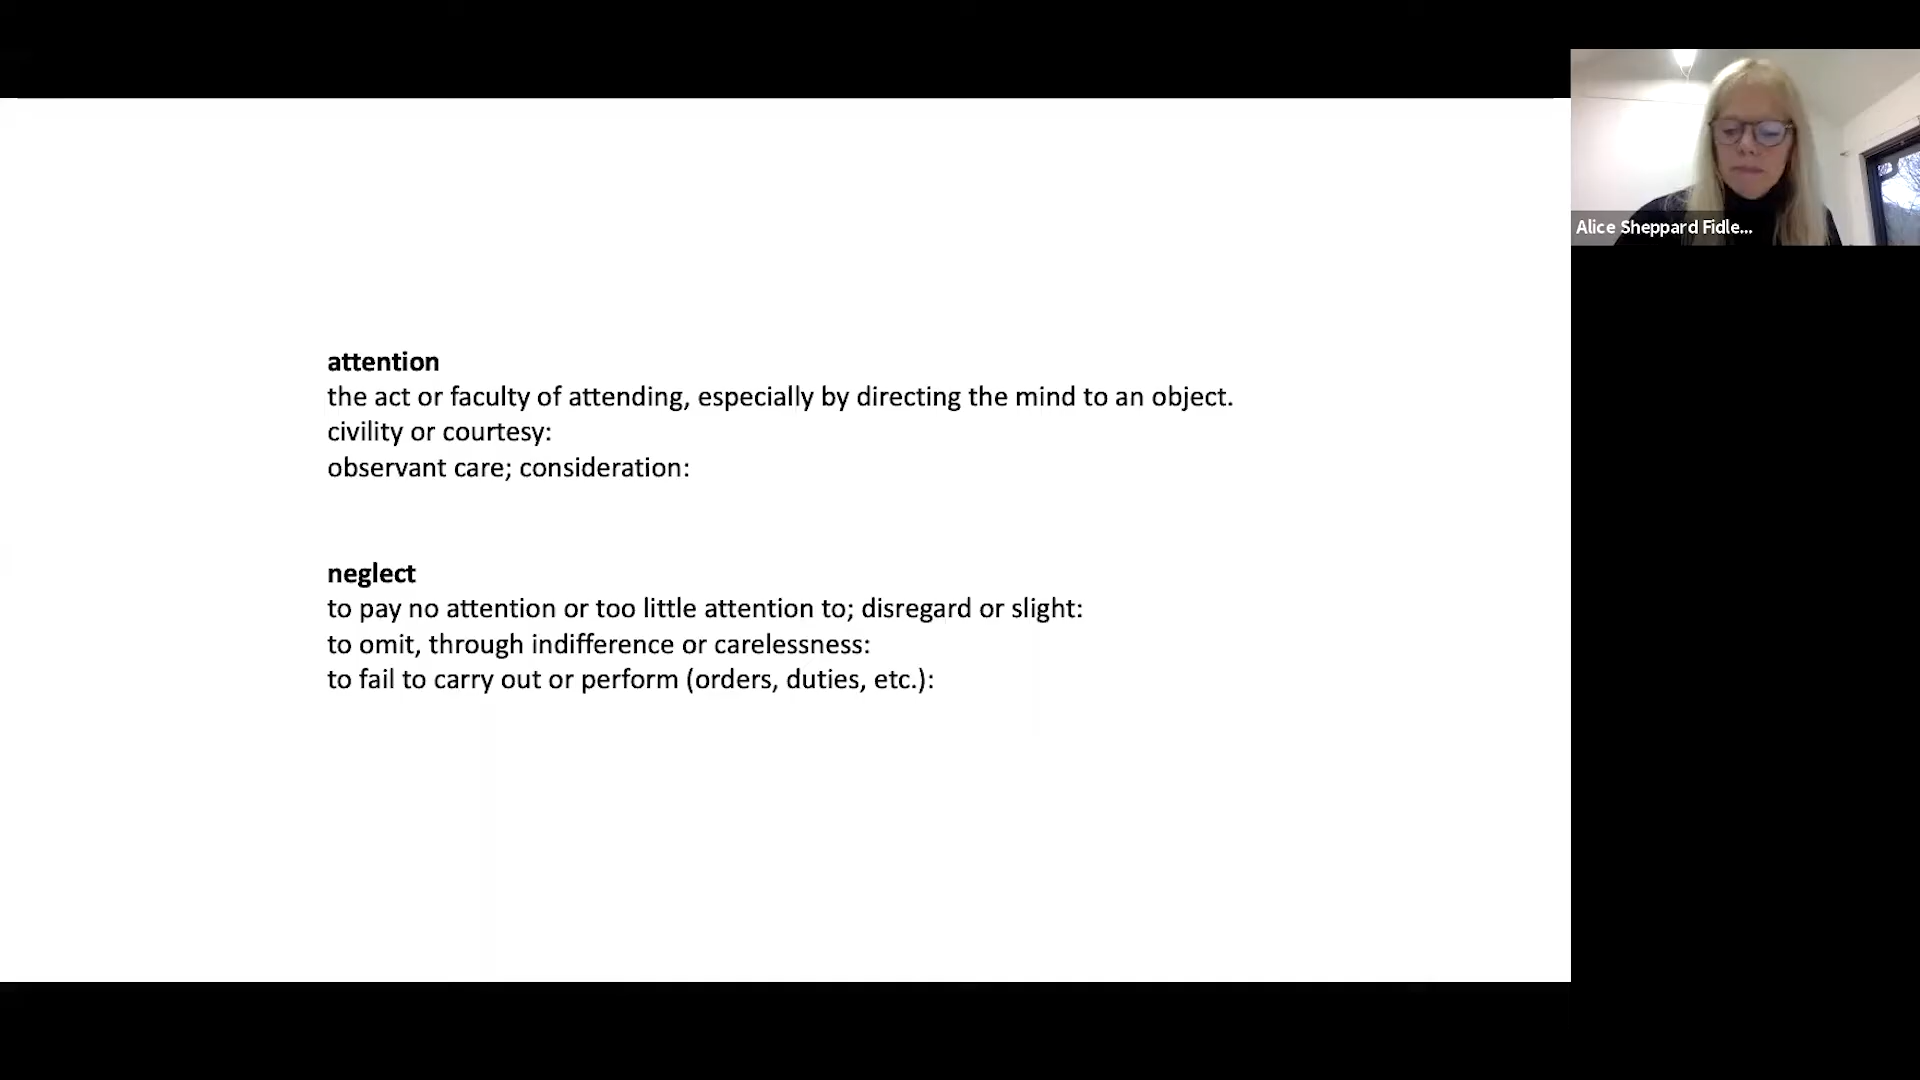 attention
the act or faculty of attending, especially by directing the mind to an object.
civility or courtesy:
observant care; consideration:
neglect
to pay no attention or too little attention to; disregard or slight:
to omit, through indifference or carelessness:
to fail to carry out or perform (orders, duties, etc.):
Alice Sheppard Fidle...